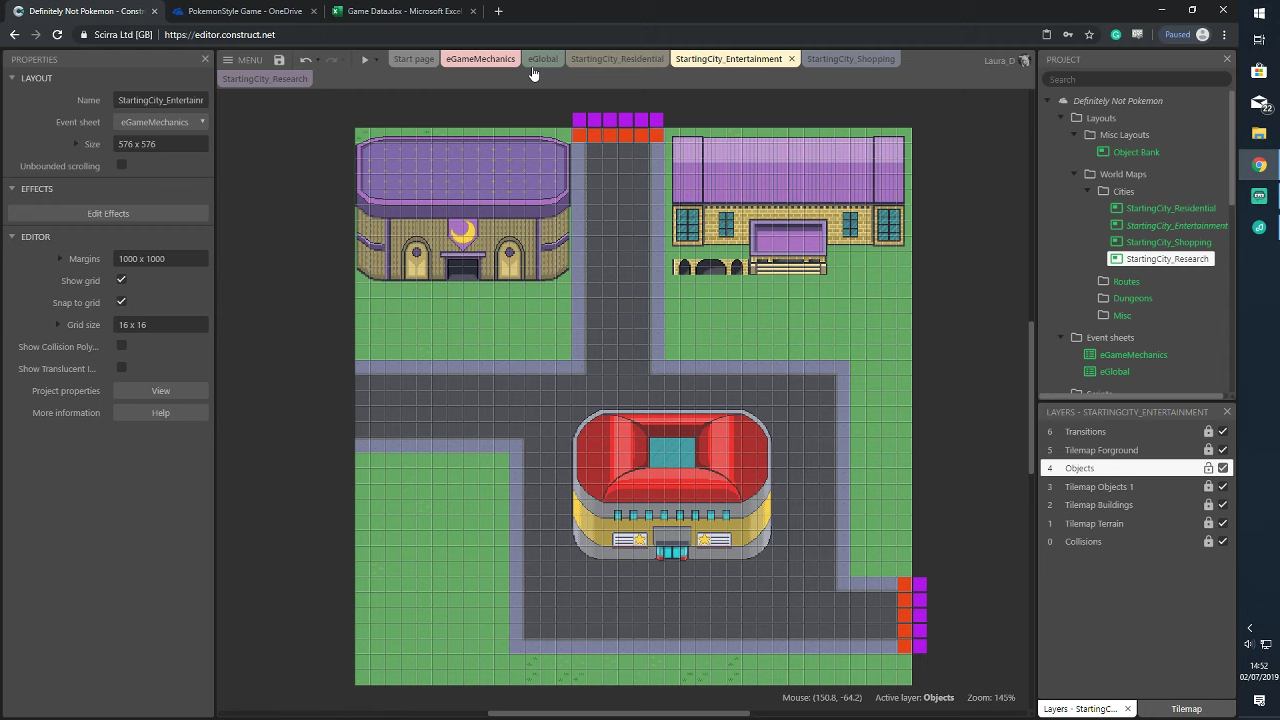 Definitely Not Pokemon - Constr
PokemonStyle Game - OneDrive
Game Data.xlsx - Microsoft Excel
Scirra Ltd [GB]
https://editor.construct.net
Paused
PROPERTIES
MENU
Start page
eGameMechanics
eGlobal
StartingCity_Residential
StartingCity_Entertainment
StartingCity_Shopping
Laura_D
PROJECT
LAYOUT
StartingCity_Research
Search
Name
StartingCity_Entertainr
Definitely Not Pokemon
Event sheet
eGameMechanics
Layouts
Size
576 x 576
Misc Layouts
Unbounded scrolling
Object Bank
EFFECTS
World Maps
Edit Effects
Cities
EDITOR
StartingCity_Residential
StartingCity_Entertainment
StartingCity_Shopping
StartingCity_Research
Margins
1000 x 1000
Show grid
Routes
Snap to grid
Dungeons
Grid size
16 x 16
Misc
Show Collision Poly...
Event sheets
Show Translucent I...
eGameMechanics
Project properties
View
eGlobal
More information
Help
LAYERS - STARTINGCITY_ENTERTAINMENT
6 Transitions
5 Tilemap Forground
4 Objects
3 Tilemap Objects 1
2 Tilemap Buildings
1 Tilemap Terrain
0 Collisions
Mouse: (150.8, -64.2)
Active layer: Objects
Zoom: 145%
Layers - StartingC...
Tilemap
22
14:52
02/07/2019